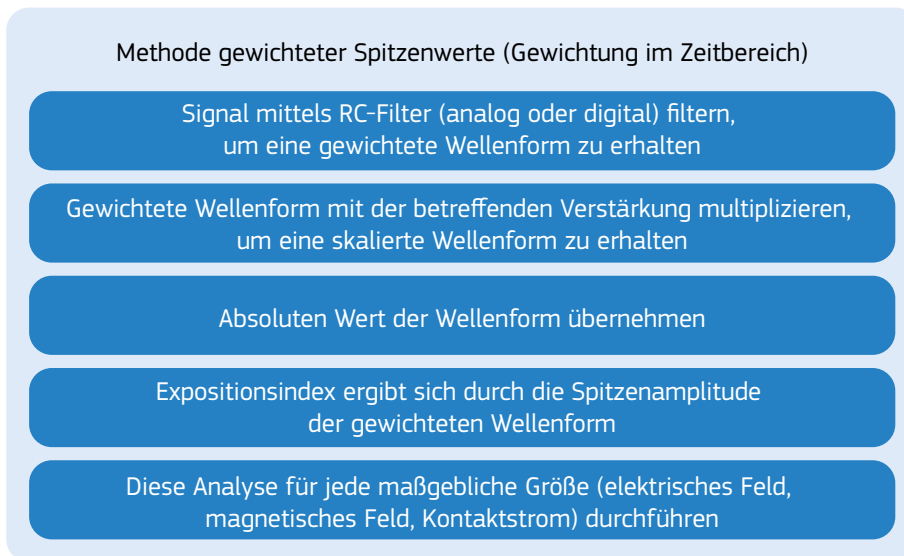 Methode gewichteter Spitzenwerte (Gewichtung im Zeitbereich)
Signal mittels RC-Filter (analog oder digital) filtern,
um eine gewichtete Wellenform zu erhalten
Gewichtete Wellenform mit der betreffenden Verstärkung multiplizieren,
um eine skalierte Wellenform zu erhalten
Absoluten Wert der Wellenform übernehmen
Expositionsindex ergibt sich durch die Spitzenamplitude
der gewichteten Wellenform
Diese Analyse für jede maßgebliche Größe (elektrisches Feld,
magnetisches Feld, Kontaktstrom) durchführen